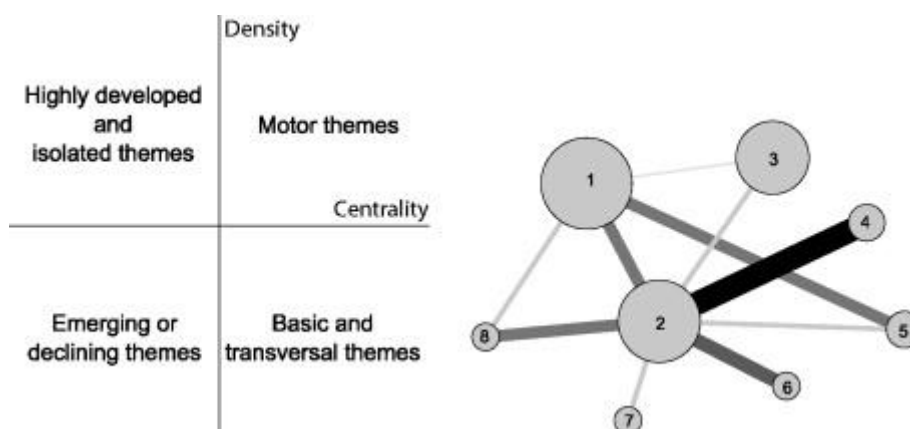 Density
Highly developed
and
isolated themes
Motor themes
Centrality
Emerging or
declining themes
Basic and
transversal themes
1
3
4
2
5
8
6
7